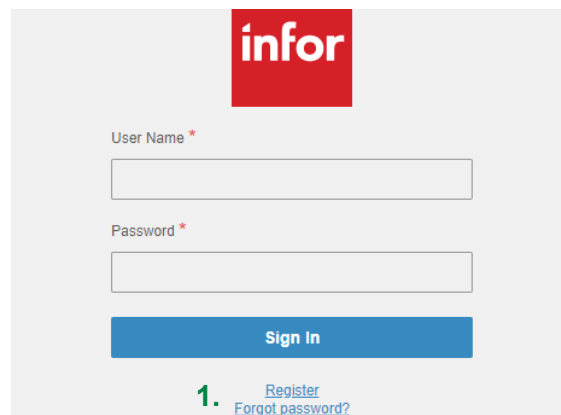 infor
User Name *
Password *
Sign In
1. Register
Forgot password?